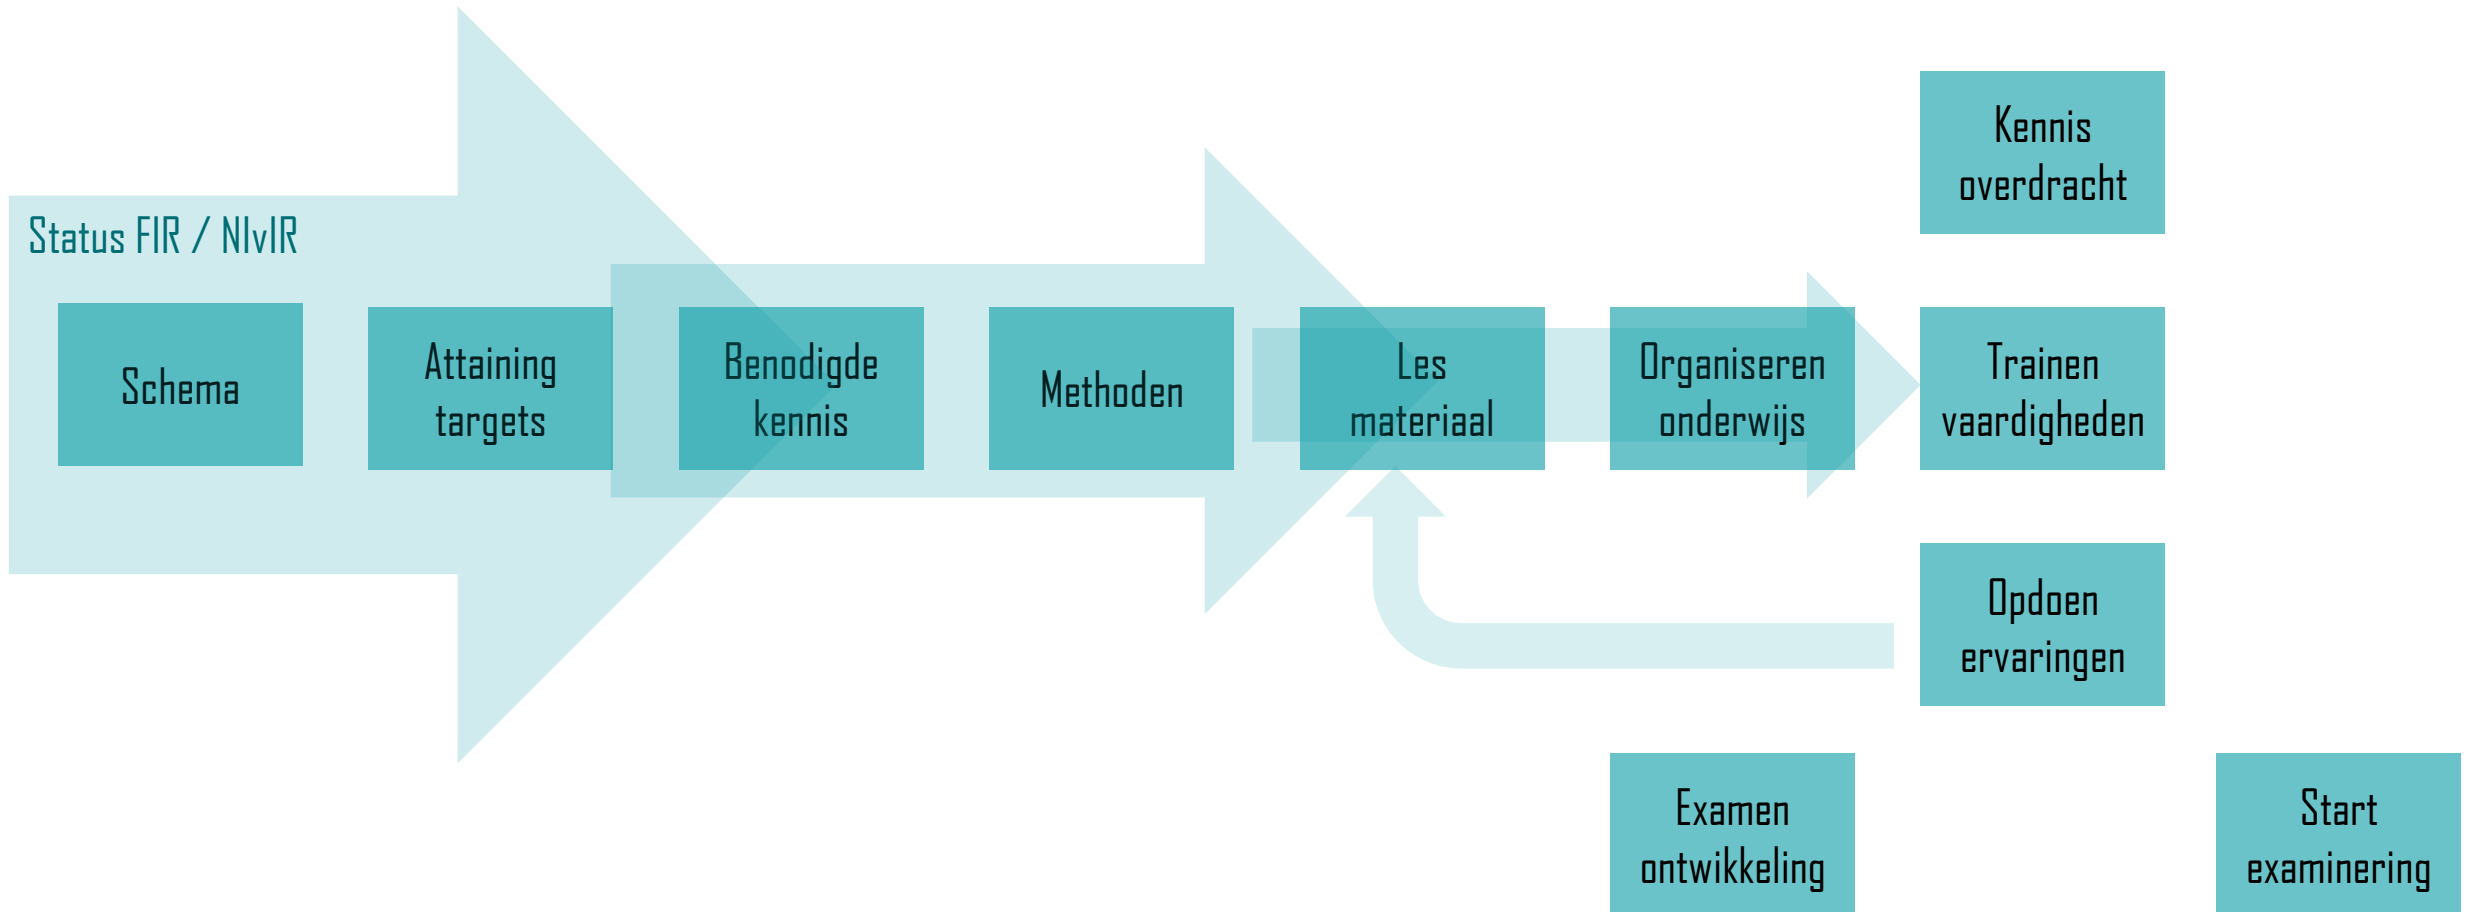 Status FIR / NIvIR
Schema
Attaining
targets
Benodigde
kennis
Methoden
Les
materiaal
Organiseren
onderwijs
Kennis
overdracht
Trainen
vaardigheden
Opdoen
ervaringen
Examen
ontwikkeling
Start
examinering